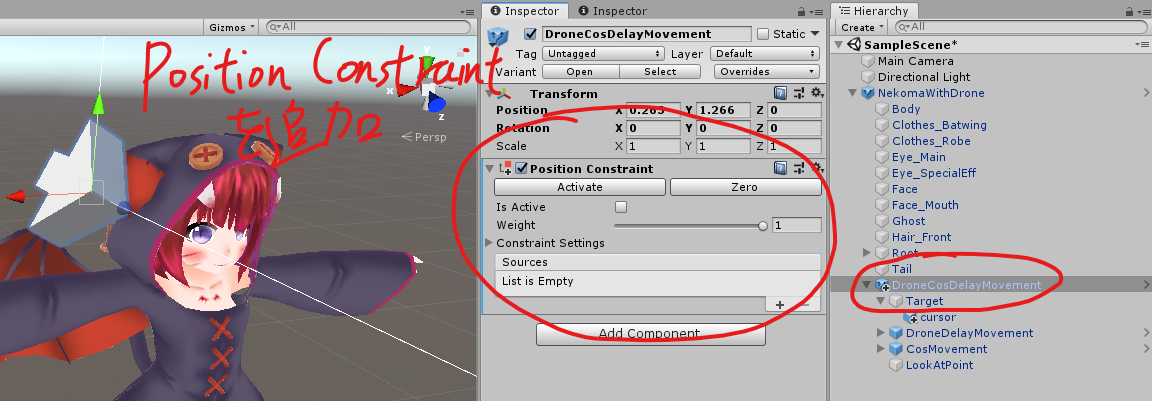 Gizmos
All
< Persp
y
x
Position Constraint
を追加
Inspector
Inspector
DroneCosDelayMovement
Static
Tag Untagged Layer Default
Variant Open Select Overrides
Transform
Position X 0.263 Y 1.266 Z 0
Rotation X 0 Y 0 Z 0
Scale X 1 Y 1 Z 1
Position Constraint
Activate Zero
Is Active
Weight 1
Constraint Settings
Sources
List is Empty
+ −
Add Component
Hierarchy
Create All
SampleScene*
Main Camera
Directional Light
NekomaWithDrone
Body
Clothes_Batwing
Clothes_Robe
Eye_Main
Eye_SpecialEff
Face
Face_Mouth
Ghost
Hair_Front
Root
Tail
DroneCosDelayMovement
Target
cursor
DroneDelayMovement
CosMovement
LookAtPoint